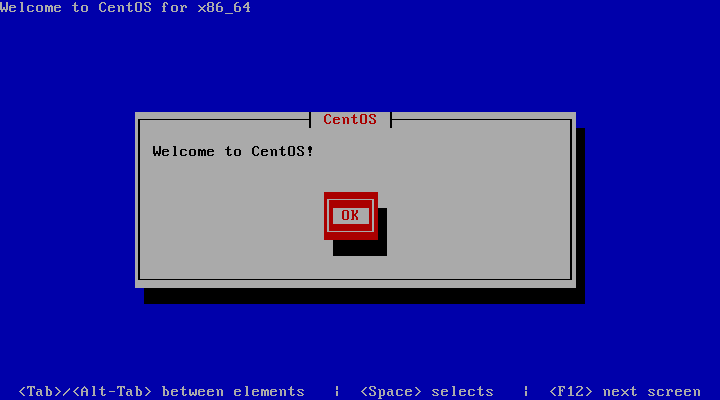 Welcome to CentOS for x86_64
CentOS
Welcome to CentOS!
OK
<Tab>/<Alt-Tab> between elements | <Space> selects | <F12> next screen